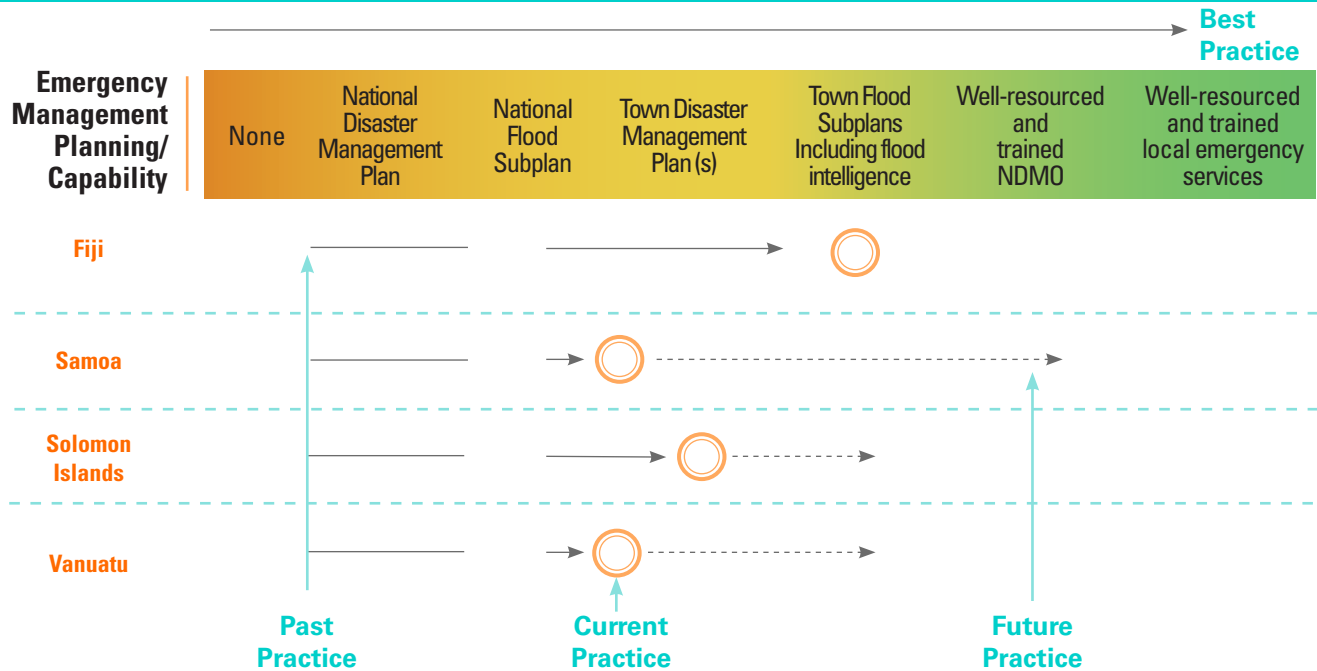 Best
Practice
Emergency
Management
Planning/
Capability
None
National
Disaster
Management
Plan
National
Flood
Subplan
Town Disaster
Management
Plan (s)
Town Flood
Subplans
Including flood
intelligence
Well-resourced
and
trained
NDMO
Well-resourced
and trained
local emergency
services
Fiji
Samoa
Solomon
Islands
Vanuatu
Past
Practice
Current
Practice
Future
Practice